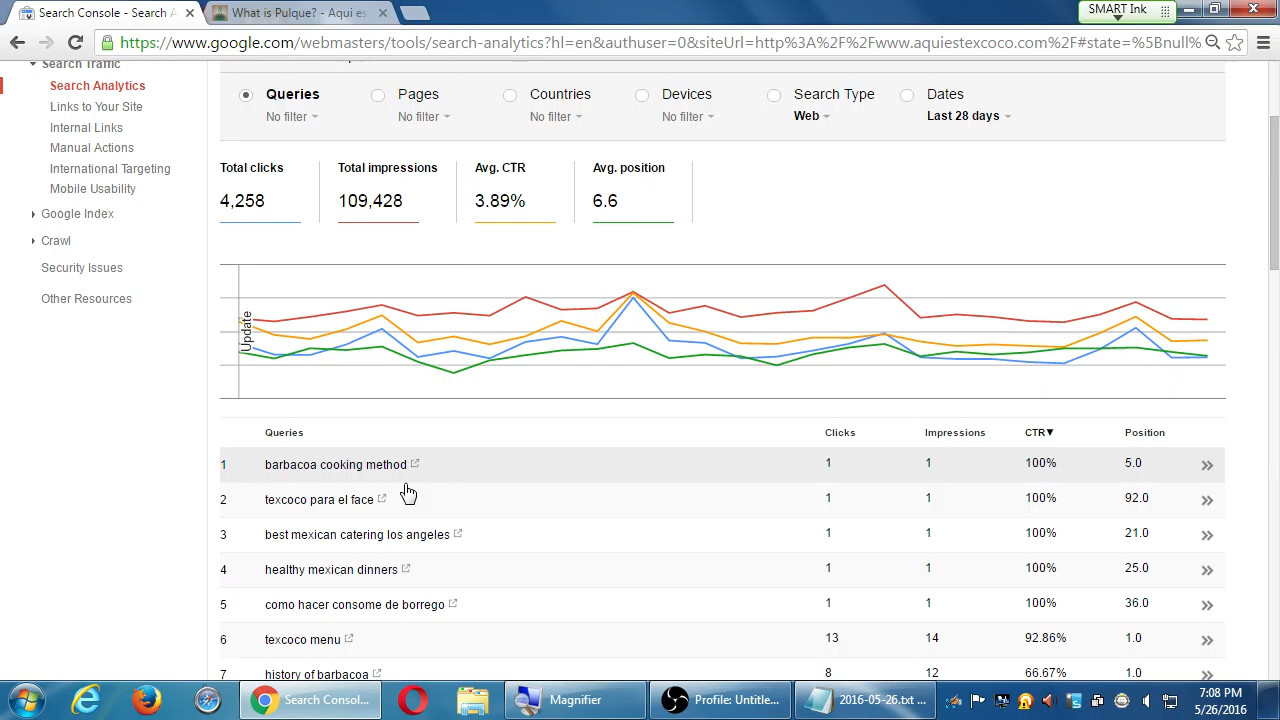 Search Console - Search A
What is Pulque? - Aqui es
SMART Ink
https://www.google.com/webmasters/tools/search-analytics?hl=en&authuser=0&siteUrl=http%3A%2F%2Fwww.aquiestexcoco.com%2F#state=%5Bnull%
Search Traffic
Search Analytics
Links to Your Site
Internal Links
Manual Actions
International Targeting
Mobile Usability
Google Index
Crawl
Security Issues
Other Resources
Queries Pages Countries Devices Search Type Dates
No filter No filter No filter No filter Web Last 28 days
Total clicks Total impressions Avg. CTR Avg. position
4,258 109,428 3.89% 6.6
Update
Queries Clicks Impressions CTR▼ Position
1 barbacoa cooking method 1 1 100% 5.0
2 texcoco para el face 1 1 100% 92.0
3 best mexican catering los angeles 1 1 100% 21.0
4 healthy mexican dinners 1 1 100% 25.0
5 como hacer consome de borrego 1 1 100% 36.0
6 texcoco menu 13 14 92.86% 1.0
7 history of barbacoa 8 12 66.67% 1.0
Search Consol... Magnifier Profile: Untitle... 2016-05-26.txt ...
7:08 PM
5/26/2016